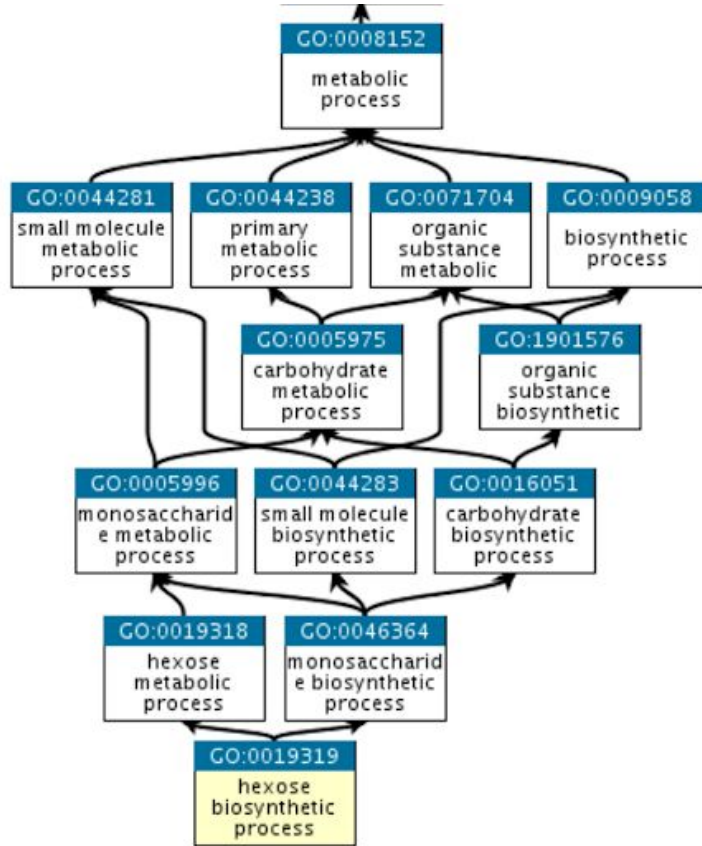 GO:0008152
metabolic
process
GO:0044281
small molecule
metabolic
process
GO:0044238
primary
metabolic
process
GO:0071704
organic
substance
metabolic
GO:0009058
biosynthetic
process
GO:0005975
carbohydrate
metabolic
process
GO:1901576
organic
substance
biosynthetic
GO:0005996
monosaccharid
e metabolic
process
GO:0044283
small molecule
biosynthetic
process
GO:0016051
carbohydrate
biosynthetic
process
GO:0019318
hexose
metabolic
process
GO:0046364
monosaccharid
e biosynthetic
process
GO:0019319
hexose
biosynthetic
process